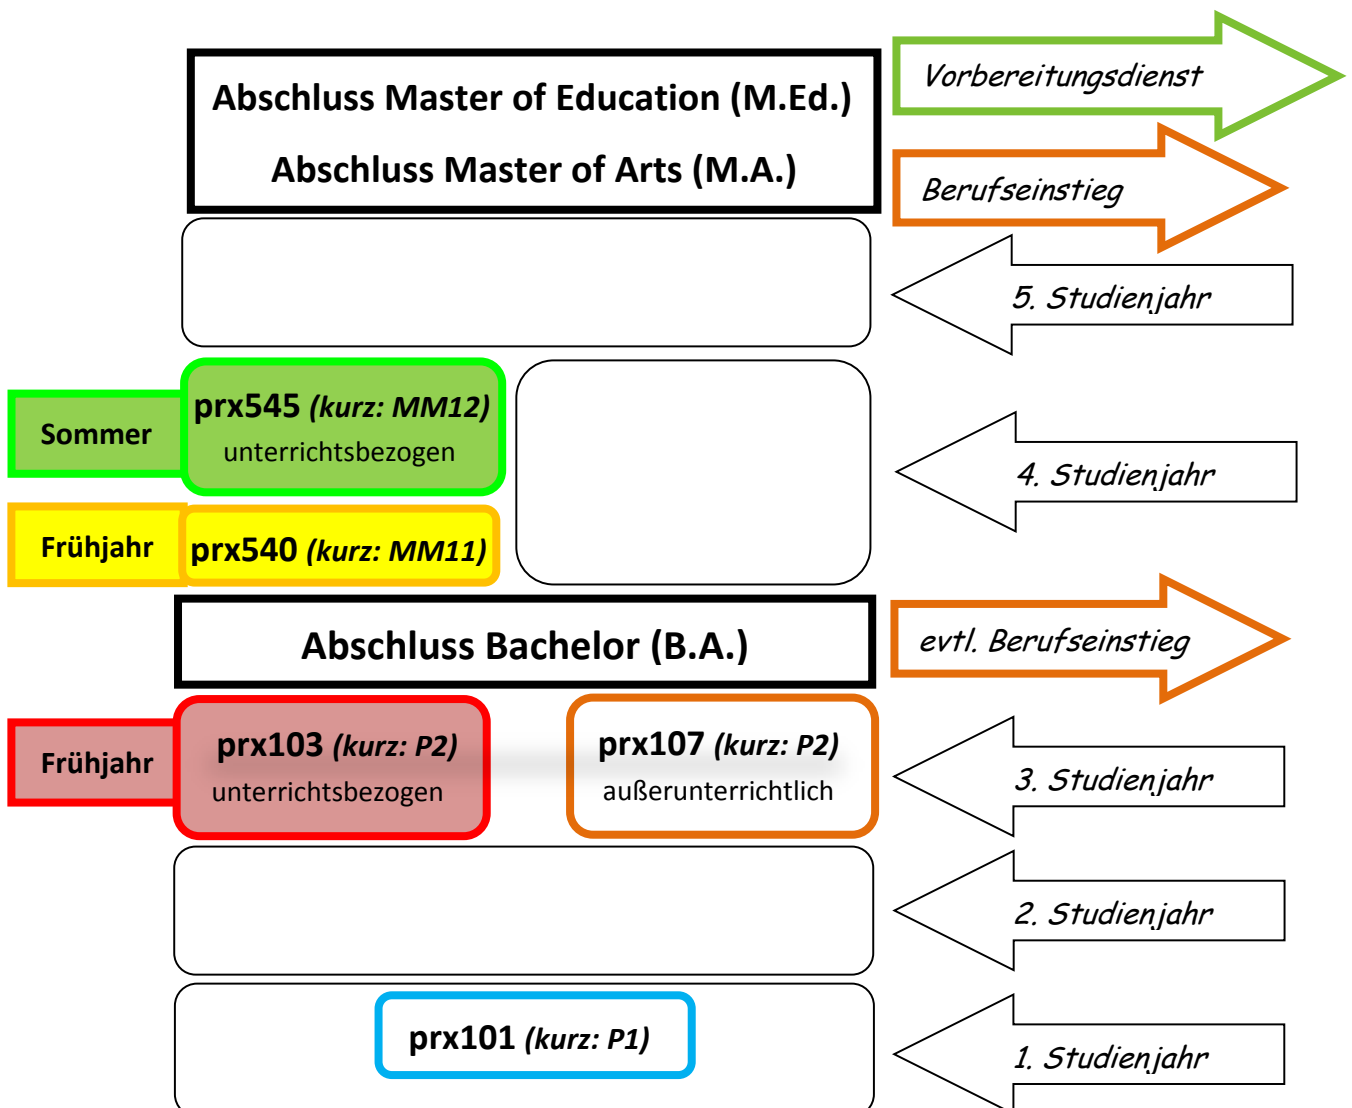 Abschluss Master of Education (M.Ed.)
Abschluss Master of Arts (M.A.)
Vorbereitungsdienst
Berufseinstieg
5. Studienjahr
Sommer
prx545 (kurz: MM12)
unterrichtsbezogen
4. Studienjahr
Frühjahr
prx540 (kurz: MM11)
Abschluss Bachelor (B.A.)
evtl. Berufseinstieg
Frühjahr
prx103 (kurz: P2)
unterrichtsbezogen
prx107 (kurz: P2)
außerunterrichtlich
3. Studienjahr
2. Studienjahr
prx101 (kurz: P1)
1. Studienjahr